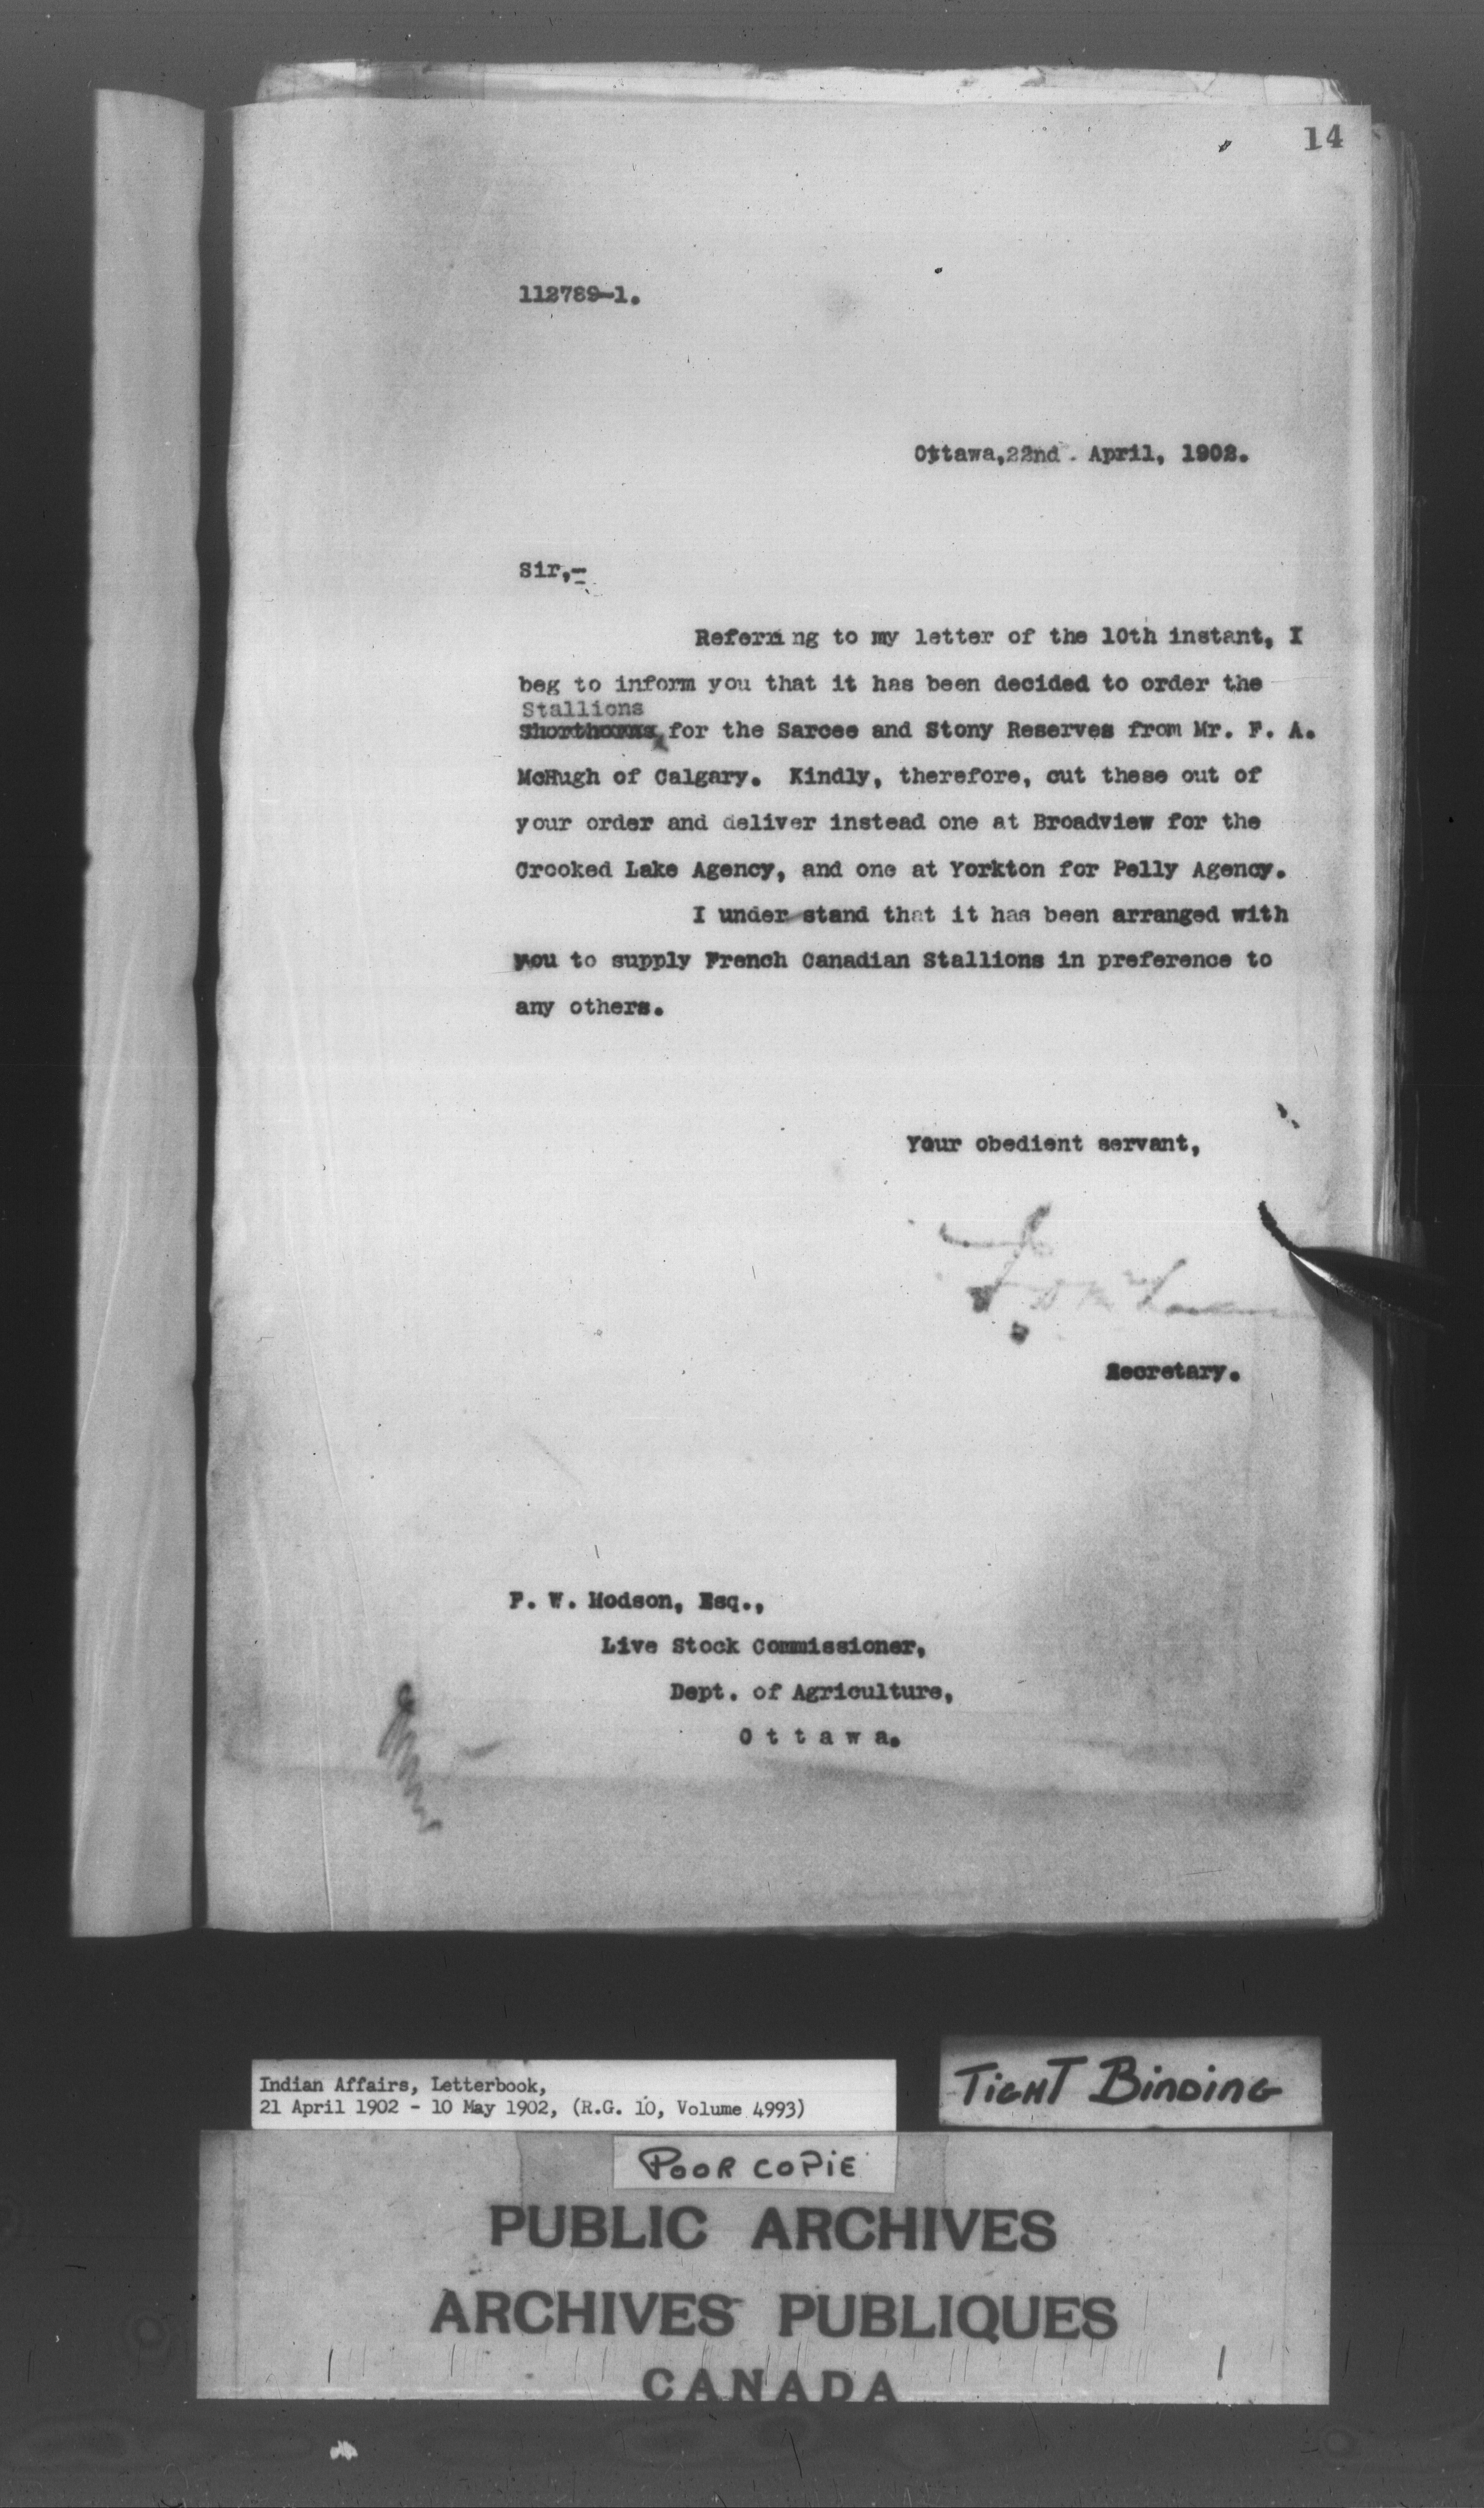 14
112789-1.
Ottawa, 22nd. April, 1902.
Sir,-
Referring to my letter of the 10th instant, I
beg to inform you that it has been decided to order the
Stallions
Shorthorns for the Sarcee and Stony Reserves from Mr. F. A.
McHugh of Calgary. Kindly, therefore, cut these out of
your order and deliver instead one at Broadview for the
Crooked Lake Agency, and one at Yorkton for Pelly Agency.
I under stand that it has been arranged with
you to supply French Canadian Stallions in preference to
any others.
Your obedient servant,
Secretary.
F. W. Hodson, Esq.,
Live Stock Commissioner,
Dept. of Agriculture,
O t t a w a.
Indian Affairs, Letterbook,
21 April 1902 - 10 May 1902, (R.G. 10, Volume 4993)
TIGHT BINDING
POOR COPIE
PUBLIC ARCHIVES
ARCHIVES PUBLIQUES
CANADA